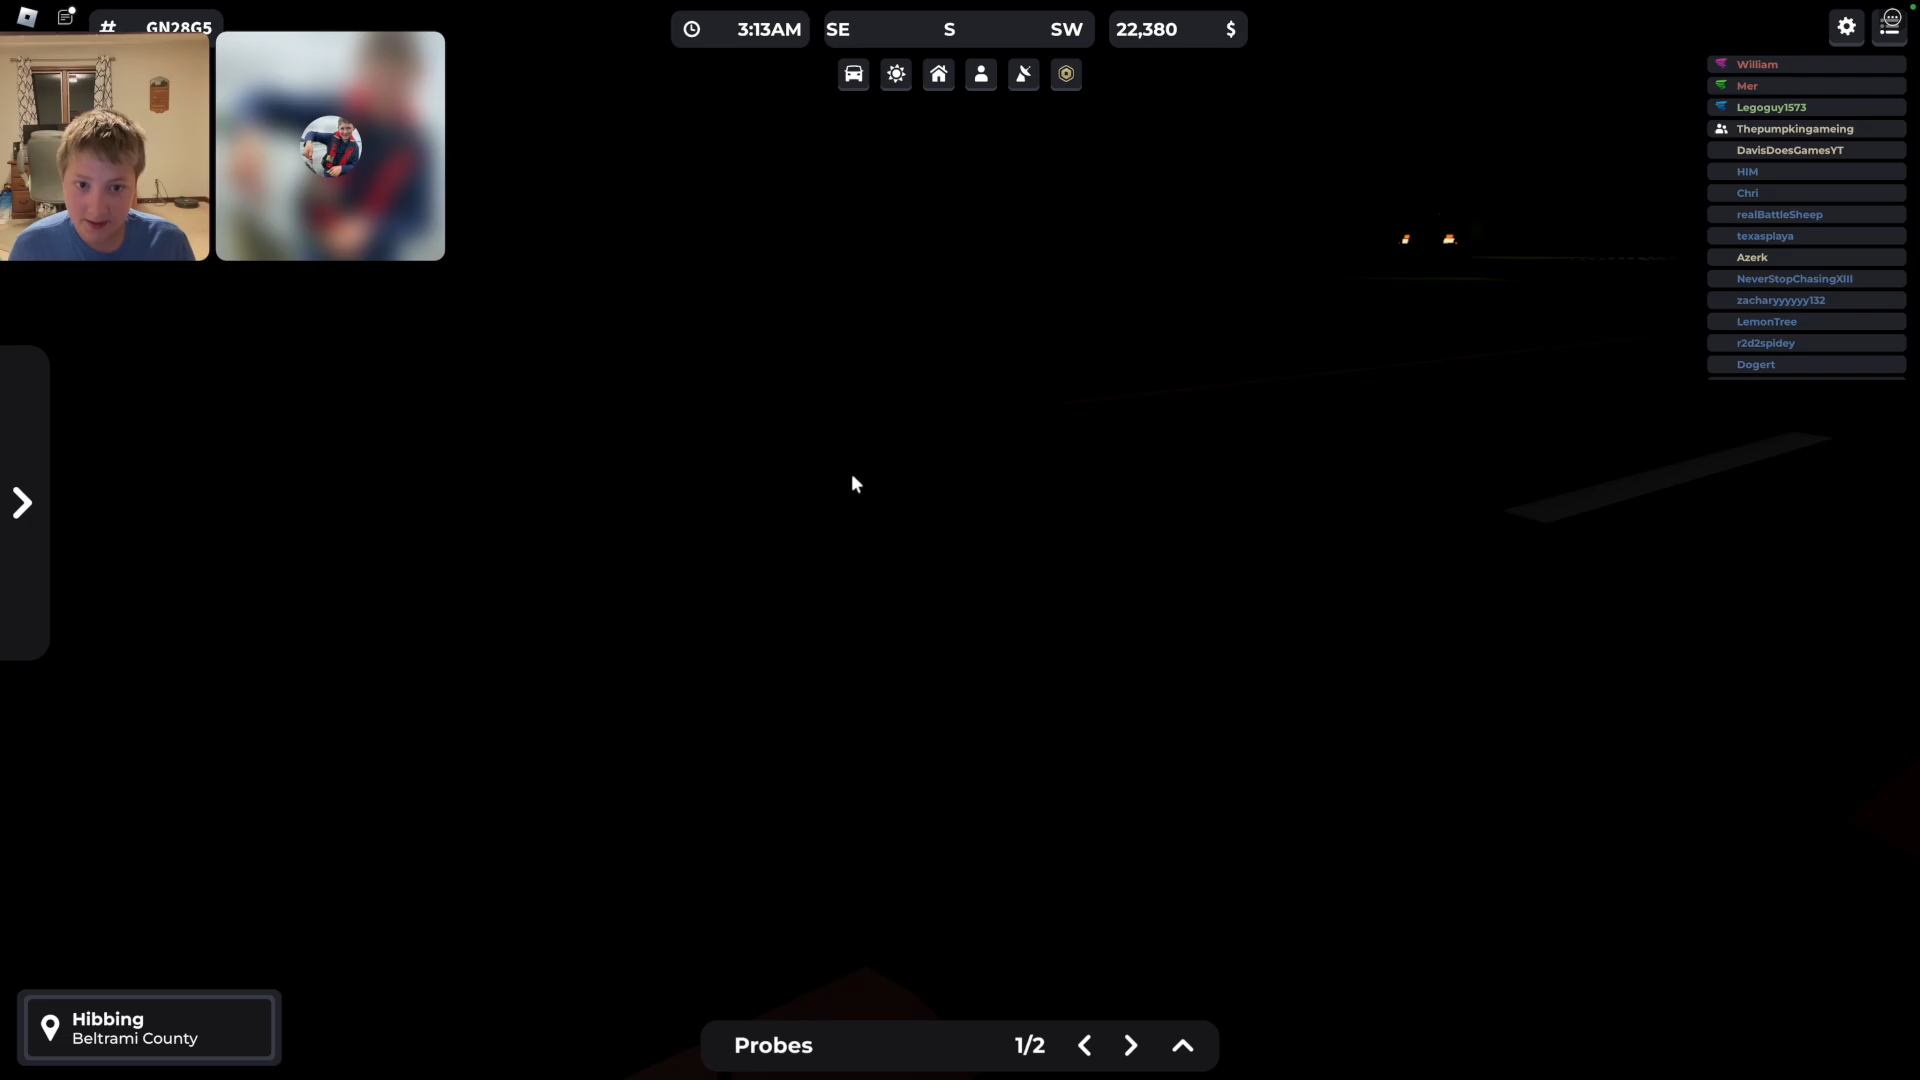 # GN28G5
3:13AM
SE S SW
22,380 $
William
Mer
Legoguy1573
Thepumpkingameing
DavisDoesGamesYT
HIM
Chri
realBattleSheep
texasplaya
Azerk
NeverStopChasingXIII
zacharyyyyyy132
LemonTree
r2d2spidey
Dogert
Hibbing
Beltrami County
Probes 1/2